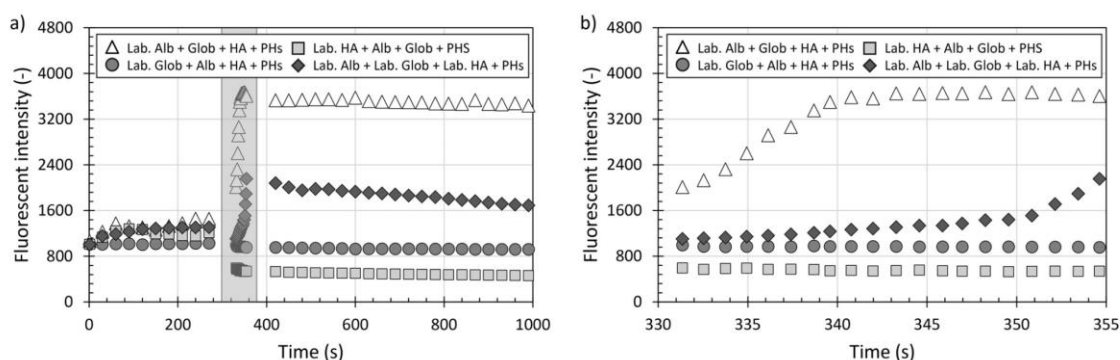 a)
Fluorescent intensity (-)
4800
4000
3200
2400
1600
800
0
Lab. Alb + Glob + HA + PHs
Lab. HA + Alb + Glob + PHS
Lab. Glob + Alb + HA + PHs
Lab. Alb + Lab. Glob + Lab. HA + PHs
0 200 400 600 800 1000
Time (s)
b)
Fluorescent intensity (-)
4800
4000
3200
2400
1600
800
0
Lab. Alb + Glob + HA + PHs
Lab. HA + Alb + Glob + PHS
Lab. Glob + Alb + HA + PHs
Lab. Alb + Lab. Glob + Lab. HA + PHs
330 335 340 345 350 355
Time (s)